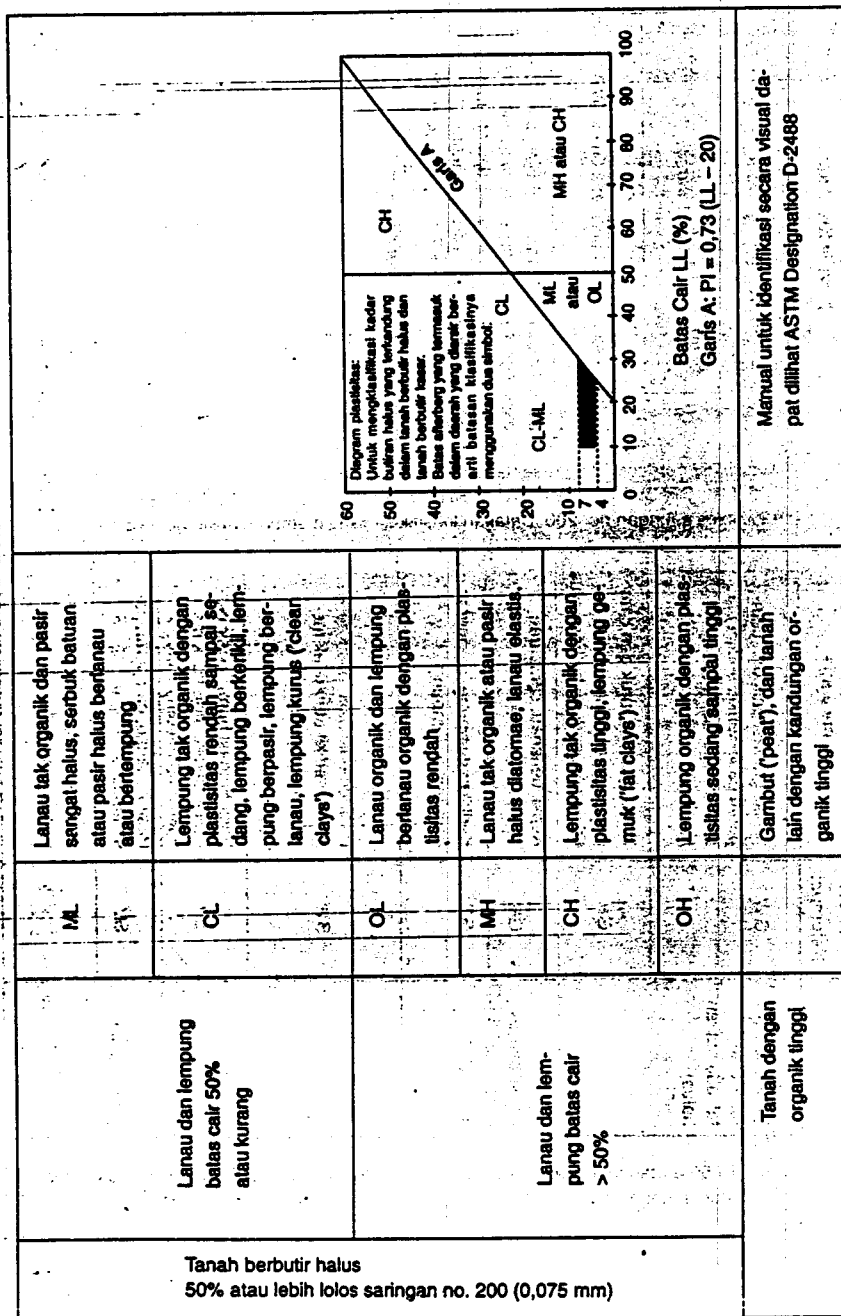 Tanah berbutir halus
50% atau lebih lolos saringan no. 200 (0,075 mm)
Lanau dan lempung
batas cair 50%
atau kurang
ML
Lanau tak organik dan pasir
sangat halus, serbuk batuan
atau pasir halus berlanau
atau berlempung
CL
Lempung tak organik dengan
plastisitas rendah sampai se-
dang, lempung berkerikil, lem-
pung berpasir, lempung ber-
lanau, lempung kurus ('clean
clays')
OL
Lanau organik dan lempung
berlanau organik dengan plas-
tisitas rendah
Lanau dan lem-
pung batas cair
> 50%
MH
Lanau tak organik atau pasir
halus diatomae, lanau elastis
CH
Lempung tak organik dengan
plastisitas tinggi, lempung ge-
muk ('fat clays')
OH
Lempung organik dengan plas-
tisitas sedang sampai tinggi
Tanah dengan
organik tinggi
Gambut ('peat'), dan tanah
lain dengan kandungan or-
ganik tinggi
Diagram plastisitas:
Untuk mengklasifikasi kadar
butiran halus yang terkandung
dalam tanah berbutir halus dan
tanah berbutir kasar.
Batas atterberg yang termasuk
dalam daerah yang diarsir ber-
arti batasan klasifikasinya
menggunakan dua simbol:
60
50
40
30
20
10
7
4
0
10
20
30
40
50
60
70
80
90
100
CH
Garis A
CL
CL-ML
ML
atau
OL
MH atau CH
Batas Cair LL (%)
Garis A: PI = 0,73 (LL – 20)
Manual untuk identifikasi secara visual da-
pat dilihat ASTM Designation D-2488